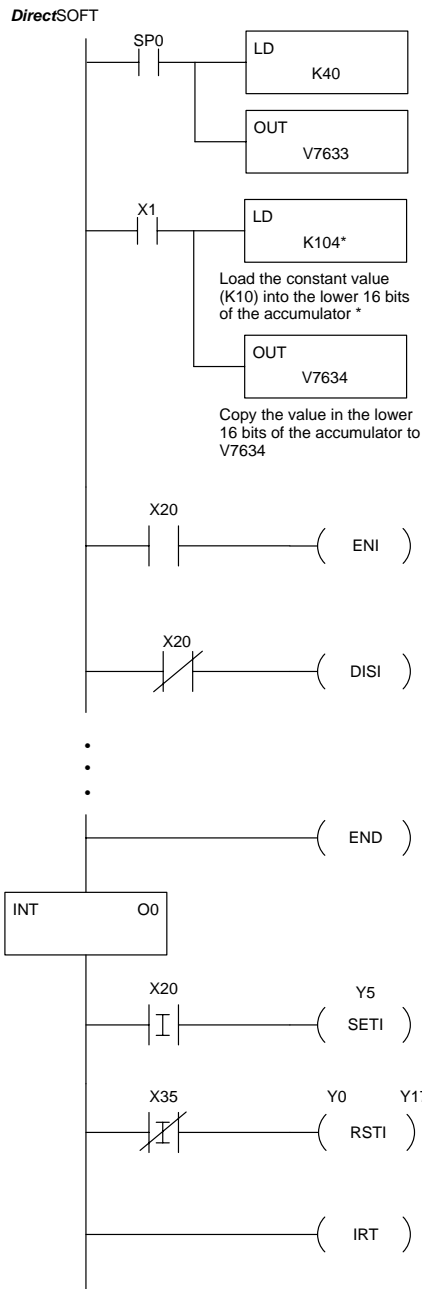 DirectSOFT
SP0
LD
K40
OUT
V7633
X1
LD
K104*
Load the constant value
(K10) into the lower 16 bits
of the accumulator *
OUT
V7634
Copy the value in the lower
16 bits of the accumulator to
V7634
X20
ENI
X20
DISI
END
INT O0
X20
I
Y5
SETI
X35
I
Y0 Y17
RSTI
IRT